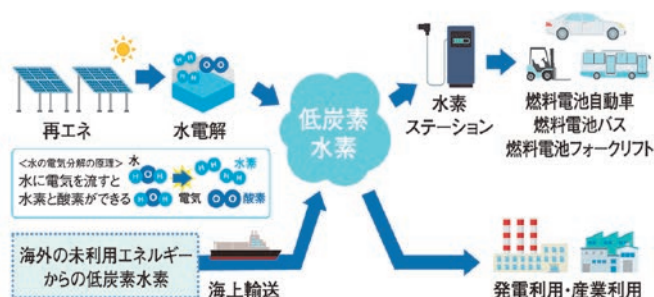 再エネ
水電解
低炭素
水素
水素
ステーション
燃料電池自動車
燃料電池バス
燃料電池フォークリフト
<水の電気分解の原理>
水に電気を流すと
水素と酸素ができる
水
H O H
H O H
電気
H H
H H
水素
O O
酸素
海外の未利用エネルギー
からの低炭素水素
海上輸送
発電利用・産業利用